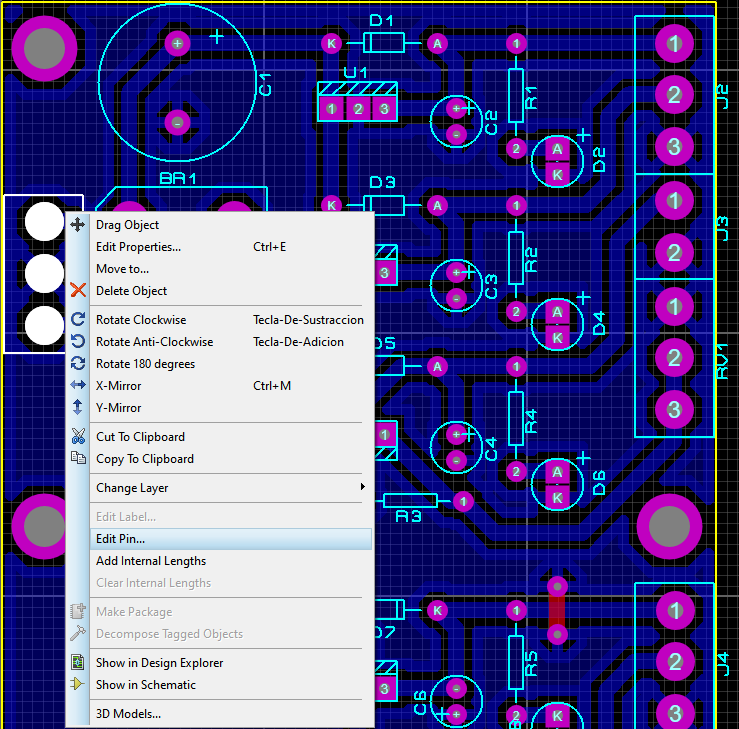 D1
K A 1
+ + C1
U1
1 2 3
C2 + R1
- 2 A K D2 +
1 2 3 J2
BR1
D3
K A 1
1 2 J3
3 C3 + - R2
2 A K D4 +
Drag Object
Edit Properties... Ctrl+E
Move to...
Delete Object
Rotate Clockwise Tecla-De-Sustraccion
Rotate Anti-Clockwise Tecla-De-Adicion
Rotate 180 degrees
X-Mirror Ctrl+M
Y-Mirror
Cut To Clipboard
Copy To Clipboard
Change Layer
Edit Label...
Edit Pin...
Add Internal Lengths
Clear Internal Lengths
Make Package
Decompose Tagged Objects
Show in Design Explorer
Show in Schematic
3D Models...
D5
A 1
1 2 3 RV1
1 C4 + - R4
2 A K D6 +
R3 1
D7
A 1
R5
3 C6 - +
2 K
1 2 3 J4